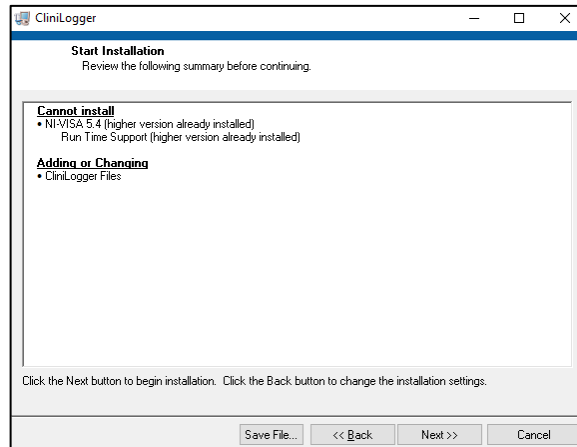 CliniLogger
Start Installation
Review the following summary before continuing.
Cannot install
• NI-VISA 5.4 (higher version already installed)
Run Time Support (higher version already installed)
Adding or Changing
• CliniLogger Files
Click the Next button to begin installation. Click the Back button to change the installation settings.
Save File... << Back Next >> Cancel